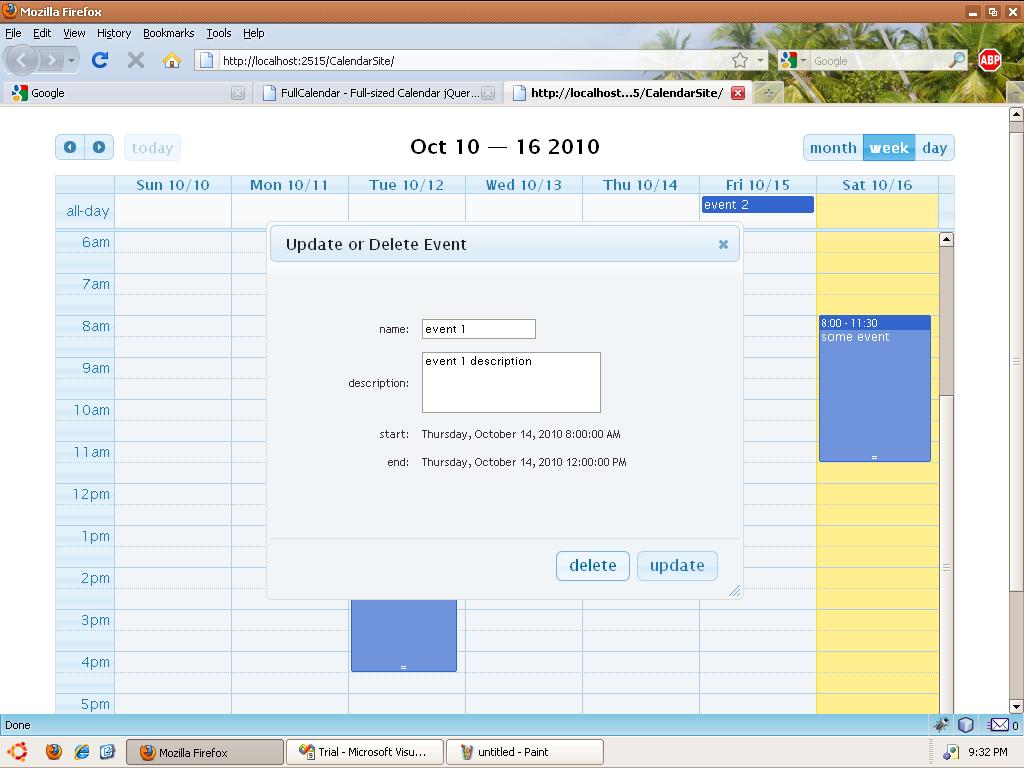 Mozilla Firefox
File Edit View History Bookmarks Tools Help
http://localhost:2515/CalendarSite/
Google
ABP
Google
FullCalendar - Full-sized Calendar jQuer...
http://localhost...5/CalendarSite/
today
Oct 10 — 16 2010
month week day
Sun 10/10 Mon 10/11 Tue 10/12 Wed 10/13 Thu 10/14 Fri 10/15 Sat 10/16
all-day
event 2
6am
Update or Delete Event
7am
8am
name: event 1
8:00 - 11:30
some event
9am
description: event 1 description
10am
start: Thursday, October 14, 2010 8:00:00 AM
11am
end: Thursday, October 14, 2010 12:00:00 PM
12pm
1pm
delete update
2pm
3pm
4pm
5pm
Done
0
Mozilla Firefox
Trial - Microsoft Visu...
untitled - Paint
9:32 PM